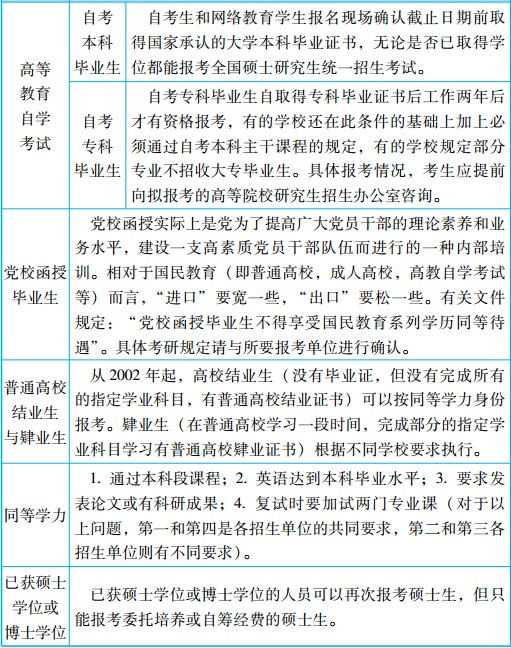 高等
教育
自学
考试
自考
本科
毕业生
自考生和网络教育学生报名现场确认截止日期前取
得国家承认的大学本科毕业证书，无论是否已取得学
位都能报考全国硕士研究生统一招生考试。
自考
专科
毕业生
自考专科毕业生自取得专科毕业证书后工作两年后
才有资格报考，有的学校还在此条件的基础上加上必
须通过自考本科主干课程的规定，有的学校规定部分
专业不招收大专毕业生。具体报考情况，考生应提前
向拟报考的高等院校研究生招生办公室咨询。
党校函授
毕业生
党校函授实际上是党为了提高广大党员干部的理论素养和业
务水平，建设一支高素质党员干部队伍而进行的一种内部培
训。相对于国民教育（即普通高校，成人高校，高教自学考试
等）而言，“进口”要宽一些，“出口”要松一些。有关文件
规定：“党校函授毕业生不得享受国民教育系列学历同等待
遇”。具体考研规定请与所要报考单位进行确认。
普通高校
结业生
与肄业生
从 2002 年起，高校结业生（没有毕业证，但没有完成所有
的指定学业科目，有普通高校结业证书）可以按同等学力身份
报考。肄业生（在普通高校学习一段时间，完成部分的指定学
业科目学习有普通高校肄业证书）根据不同学校要求执行。
同等学力
1. 通过本科段课程；2. 英语达到本科毕业水平；3. 要求发
表论文或有科研成果；4. 复试时要加试两门专业课（对于以
上问题，第一和第四是各招生单位的共同要求，第二和第三各
招生单位则有不同要求）。
已获硕士
学位或
博士学位
已获硕士学位或博士学位的人员可以再次报考硕士生，但只
能报考委托培养或自筹经费的硕士生。